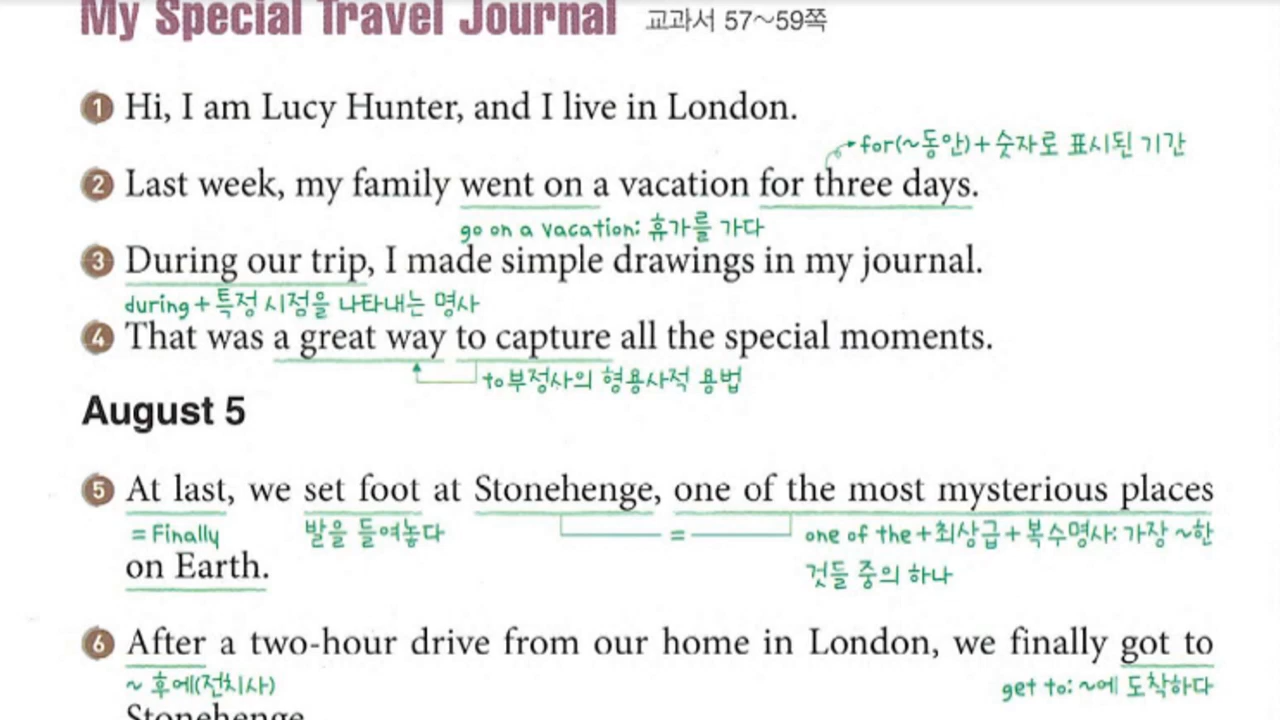 My Special Travel Journal 교과서 57~59쪽
1 Hi, I am Lucy Hunter, and I live in London.
for(~동안)+숫자로 표시된 기간
2 Last week, my family went on a vacation for three days.
go on a vacation: 휴가를 가다
3 During our trip, I made simple drawings in my journal.
during+특정 시점을 나타내는 명사
4 That was a great way to capture all the special moments.
to부정사의 형용사적 용법
August 5
5 At last, we set foot at Stonehenge, one of the most mysterious places
= Finally 발을 들여놓다 = one of the+최상급+복수명사: 가장 ~한
on Earth. 것들 중의 하나
6 After a two-hour drive from our home in London, we finally got to
~ 후에(전치사) get to: ~에 도착하다
Stonehenge.